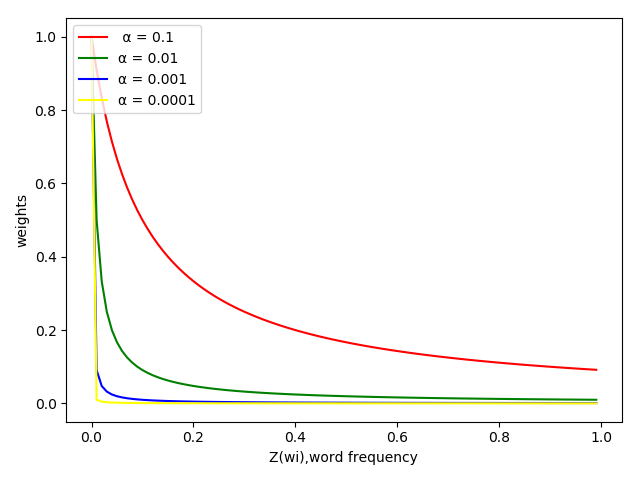 α = 0.1
α = 0.01
α = 0.001
α = 0.0001
1.0
0.8
0.6
0.4
0.2
0.0
weights
0.0 0.2 0.4 0.6 0.8 1.0
Z(wi),word frequency